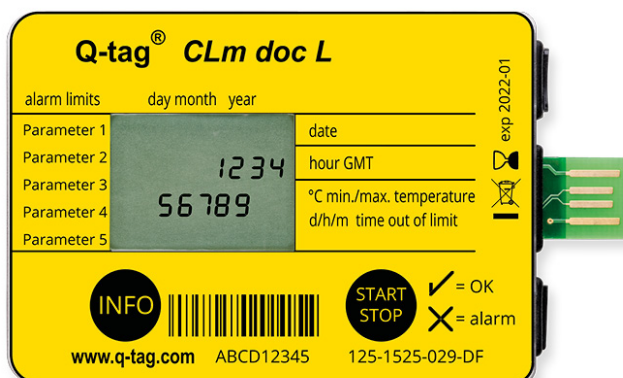 Q-tag® CLm doc L
alarm limits day month year
exp 2022-01
Parameter 1
Parameter 2
Parameter 3
Parameter 4
Parameter 5
1234
56789
date
hour GMT
°C min./max. temperature
d/h/m time out of limit
INFO
START
STOP
= OK
= alarm
www.q-tag.com ABCD12345 125-1525-029-DF